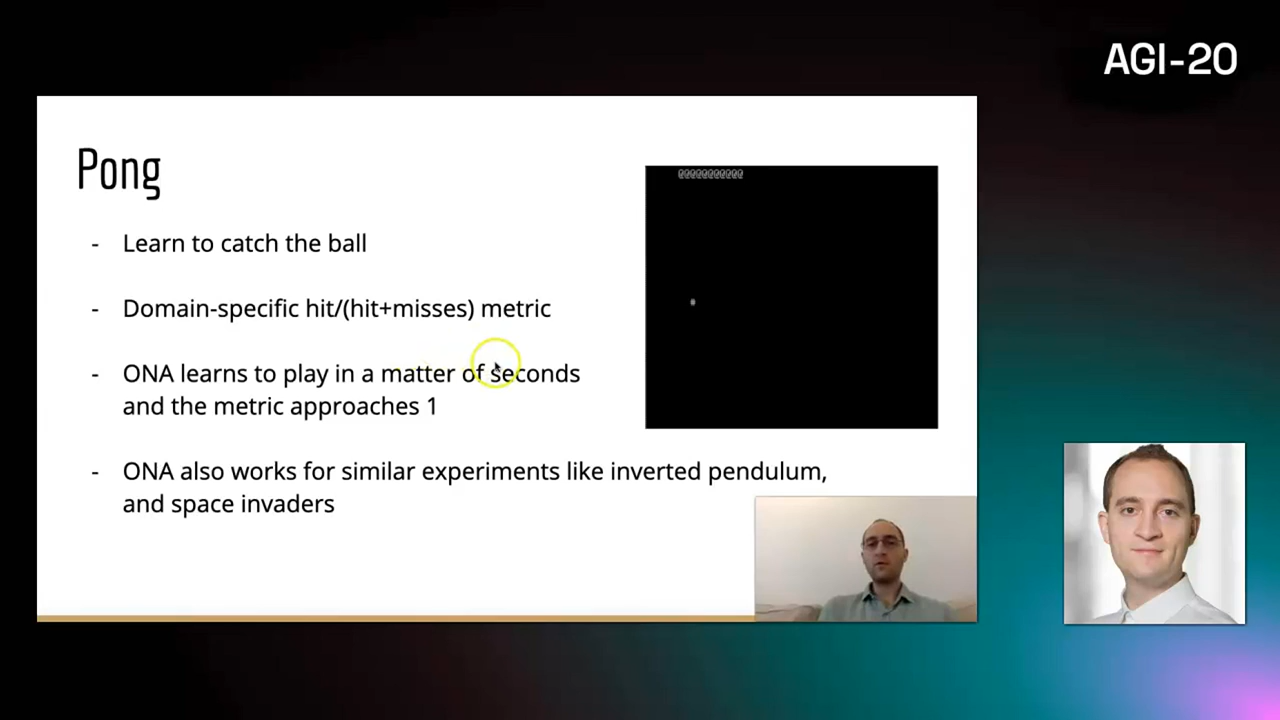 AGI-20
Pong
@@@@@@@@@@@
- Learn to catch the ball
- Domain-specific hit/(hit+misses) metric
- ONA learns to play in a matter of seconds
and the metric approaches 1
- ONA also works for similar experiments like inverted pendulum,
and space invaders